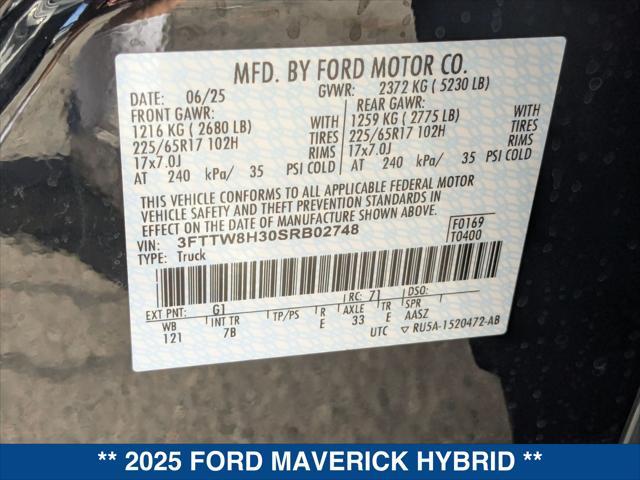 MFD. BY FORD MOTOR CO.
DATE: 06/25 GVWR: 2372 KG ( 5230 LB)
FRONT GAWR: REAR GAWR:
1216 KG ( 2680 LB) WITH 1259 KG ( 2775 LB) WITH
225/65R17 102H TIRES 225/65R17 102H TIRES
17x7.0J RIMS 17x7.0J RIMS
AT 240 kPa/ 35 PSI COLD AT 240 kPa/ 35 PSI COLD
THIS VEHICLE CONFORMS TO ALL APPLICABLE FEDERAL MOTOR
VEHICLE SAFETY AND THEFT PREVENTION STANDARDS IN
EFFECT ON THE DATE OF MANUFACTURE SHOWN ABOVE.
VIN: 3FTTW8H30SRB02748 F0169
TYPE: Truck T0400
EXT PNT: G1 RC: 71 DSO:
WB INT TR TP/PS R AXLE TR SPR
121 7B E 33 E AASZ
UTC ▽ RU5A-1520472-AB
** 2025 FORD MAVERICK HYBRID **